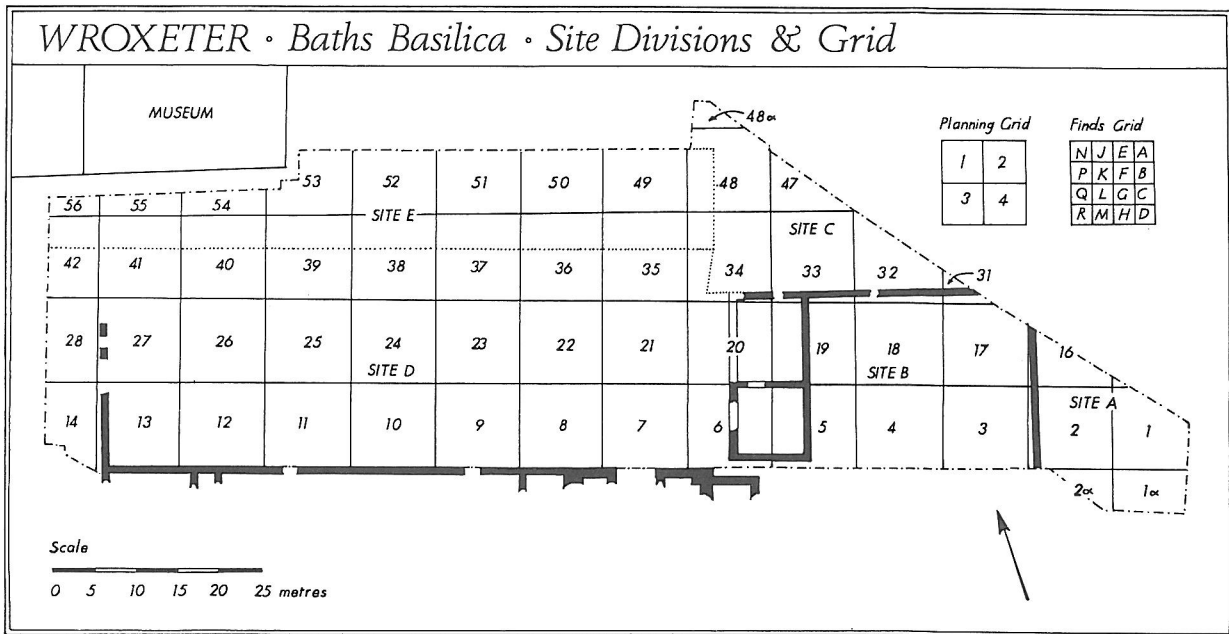 WROXETER · Baths Basilica · Site Divisions & Grid
MUSEUM
48α
Planning Grid
1 2
3 4
Finds Grid
N J E A
P K F B
Q L G C
R M H D
53 52 51 50 49 48 47
56 55 54
SITE E
SITE C
42 41 40 39 38 37 36 35 34 33 32 31
28 27 26 25 24 23 22 21 20 19 18 17 16
SITE D
SITE B
SITE A
14 13 12 11 10 9 8 7 6 5 4 3 2 1
2α 1α
Scale
0 5 10 15 20 25 metres